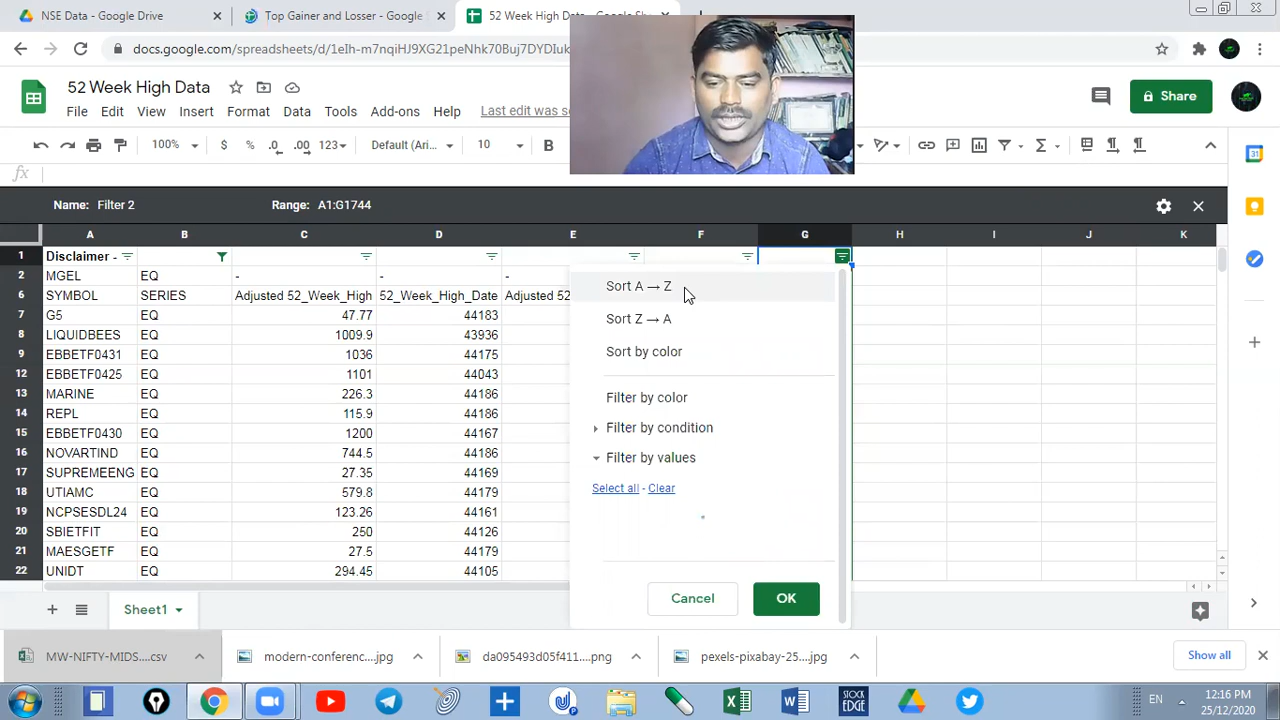 NSE Data - Google Drive
Top Gainer and Losser - Google S
52 Week High Data - Google Sh
docs.google.com/spreadsheets/d/1eIh-m7nqiHJ9XG21peNhk70Buj7DYDIuk
52 Week High Data
File Edit View Insert Format Data Tools Add-ons Help Last edit was s
Share
100% $ % .0 .00 123 Default (Ari... 10 B
fx
Name: Filter 2 Range: A1:G1744
A B C D E F G H I J K
1 Disclaimer -
2 MGEL EQ - - -
6 SYMBOL SERIES Adjusted 52_Week_High 52_Week_High_Date Adjusted 52
7 G5 EQ 47.77 44183
8 LIQUIDBEES EQ 1009.9 43936
9 EBBETF0431 EQ 1036 44175
12 EBBETF0425 EQ 1101 44043
13 MARINE EQ 226.3 44186
14 REPL EQ 115.9 44186
15 EBBETF0430 EQ 1200 44167
16 NOVARTIND EQ 744.5 44186
17 SUPREMEENG EQ 27.35 44169
18 UTIAMC EQ 579.8 44179
19 NCPSESDL24 EQ 123.26 44161
20 SBIETFIT EQ 250 44126
21 MAESGETF EQ 27.5 44179
22 UNIDT EQ 294.45 44105
Sort A → Z
Sort Z → A
Sort by color
Filter by color
Filter by condition
Filter by values
Select all - Clear
Cancel OK
Sheet1
MW-NIFTY-MIDS....csv
modern-conferenc...jpg
da095493d05f411....png
pexels-pixabay-25....jpg
Show all
STOCK EDGE
EN
12:16 PM
25/12/2020